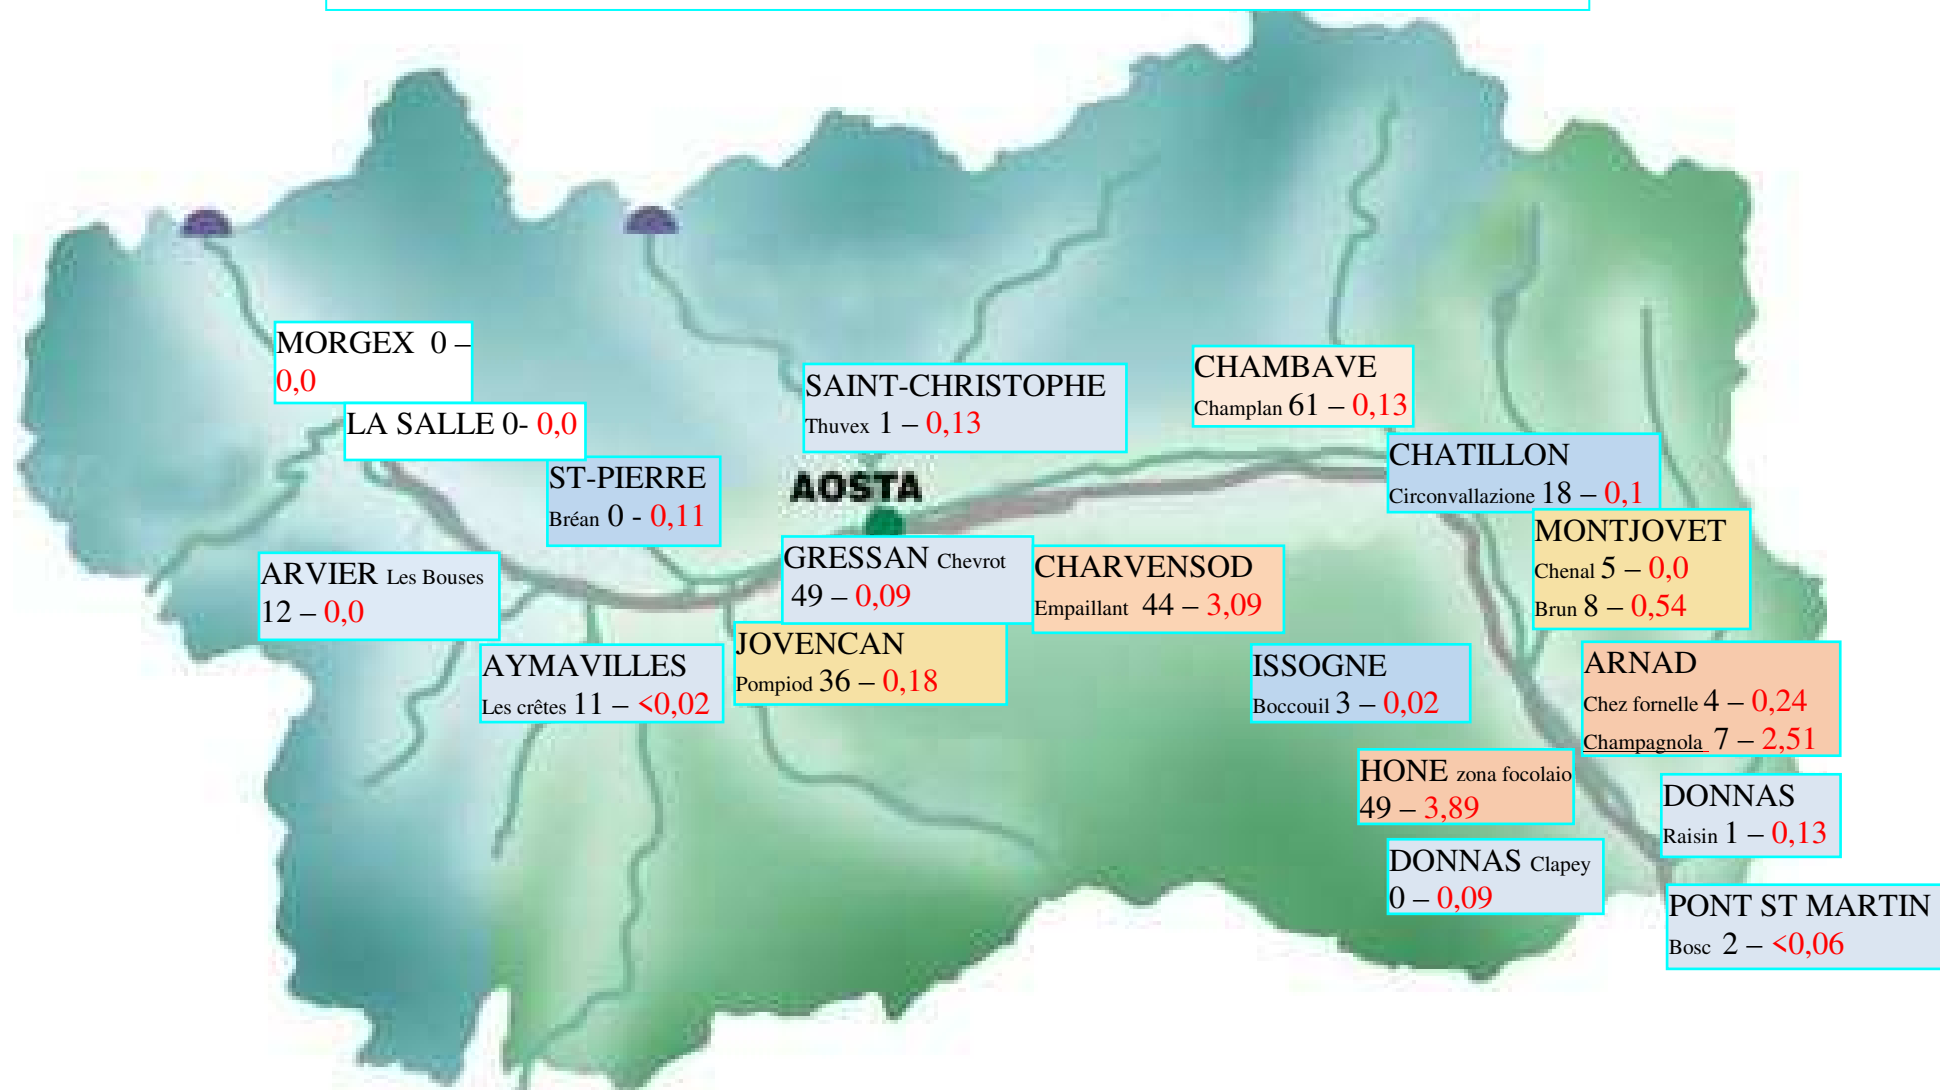 MORGEX 0 –
0,0
LA SALLE 0- 0,0
ST-PIERRE
Bréan 0 - 0,11
SAINT-CHRISTOPHE
Thuvex 1 – 0,13
AOSTA
CHAMBAVE
Champlan 61 – 0,13
CHATILLON
Circonvallazione 18 – 0,1
MONTJOVET
Chenal 5 – 0,0
Brun 8 – 0,54
ARVIER Les Bouses
12 – 0,0
GRESSAN Chevrot
49 – 0,09
CHARVENSOD
Empaillant 44 – 3,09
AYMAVILLES
Les crêtes 11 – <0,02
JOVENCAN
Pompiod 36 – 0,18
ISSOGNE
Boccouil 3 – 0,02
ARNAD
Chez fornelle 4 – 0,24
Champagnola 7 – 2,51
HONE zona focolaio
49 – 3,89
DONNAS
Raisin 1 – 0,13
DONNAS Clapey
0 – 0,09
PONT ST MARTIN
Bosc 2 – <0,06